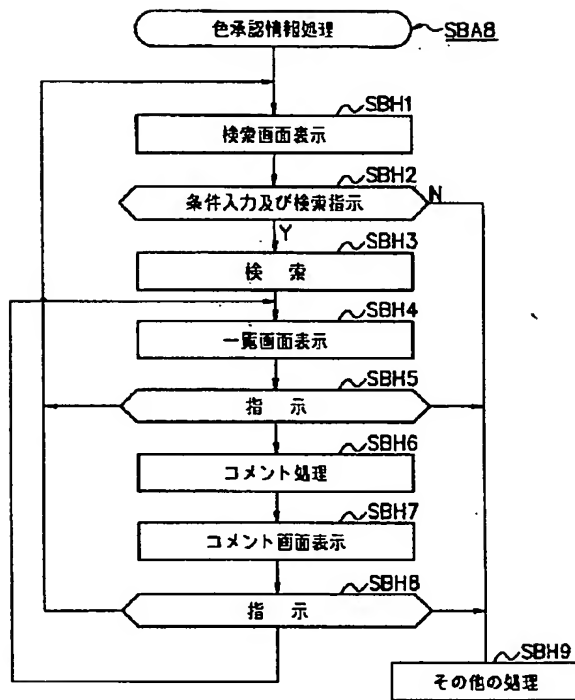 色承認情報処理
SBA8
SBH1
検索画面表示
SBH2
条件入力及び検索指示
N
Y
SBH3
検 索
SBH4
一覧画面表示
SBH5
指 示
SBH6
コメント処理
SBH7
コメント画面表示
SBH8
指 示
SBH9
その他の処理